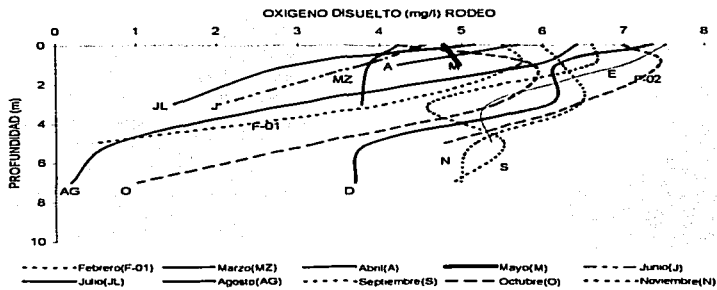 OXIGENO DISUELTO (mg/l) RODEO
0 1 2 3 4 5 6 7 8
0
2
4
6
8
10
PROFUNDIDAD (m)
MZ A M E F-02
JL J
F-01
N S
AG O D
Febrero(F-01) Marzo(MZ) Abril(A) Mayo(M) Junio(J)
Julio(JL) Agosto(AG) Septiembre(S) Octubre(O) Noviembre(N)